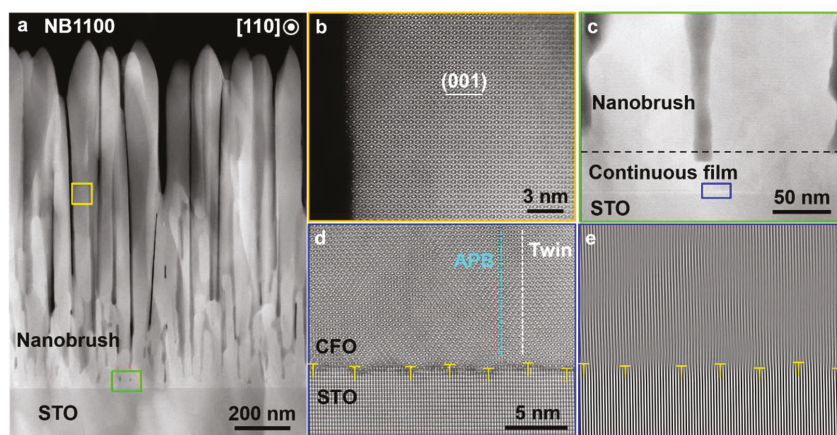 a NB1100 [110]
Nanobrush
STO
200 nm
b
(001)
3 nm
c
Nanobrush
Continuous film
STO
50 nm
d
APB
Twin
CFO
STO
5 nm
e